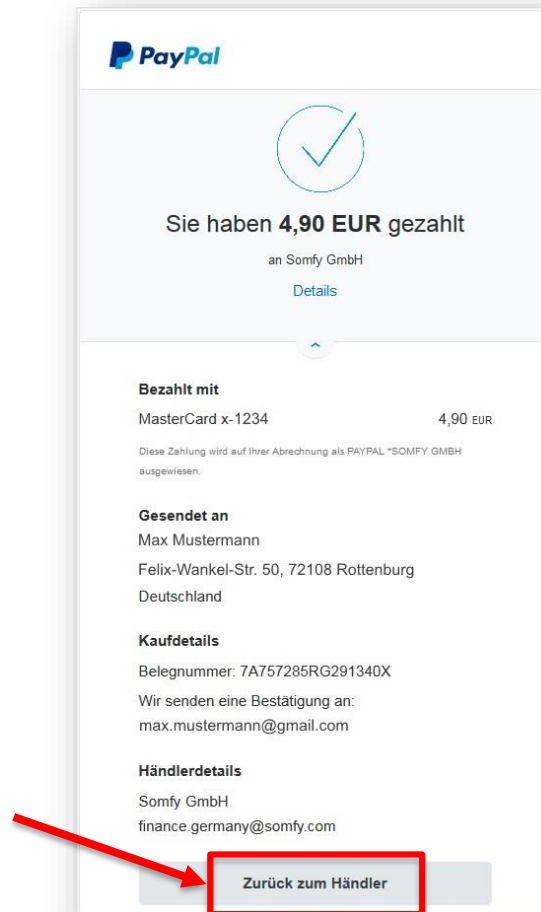 PayPal
Sie haben 4,90 EUR gezahlt
an Somfy GmbH
Details
Bezahlt mit
MasterCard x-1234 4,90 EUR
Diese Zahlung wird auf Ihrer Abrechnung als PAYPAL *SOMFY GMBH
ausgewiesen.
Gesendet an
Max Mustermann
Felix-Wankel-Str. 50, 72108 Rottenburg
Deutschland
Kaufdetails
Belegnummer: 7A757285RG291340X
Wir senden eine Bestätigung an:
max.mustermann@gmail.com
Händlerdetails
Somfy GmbH
finance.germany@somfy.com
Zurück zum Händler